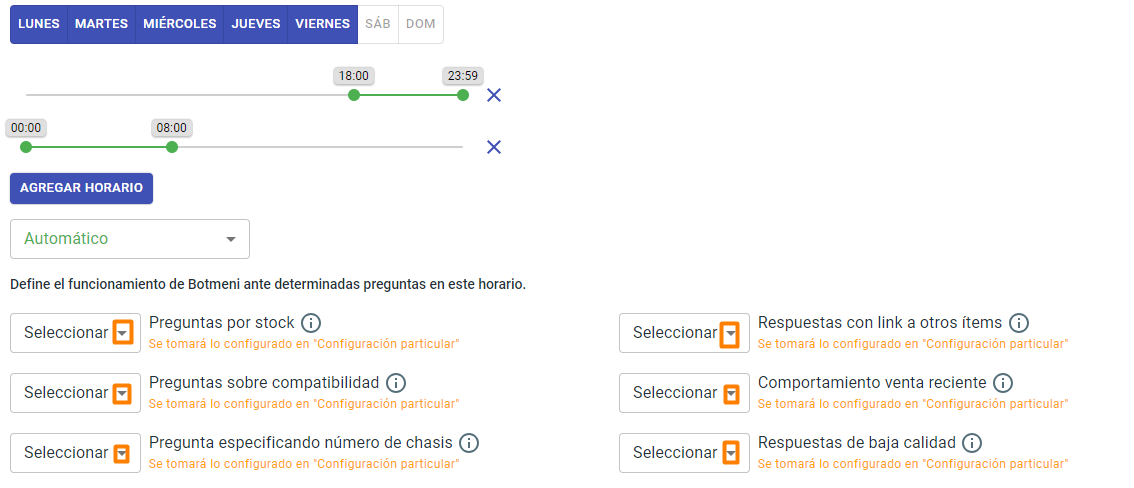 LUNES MARTES MIÉRCOLES JUEVES VIERNES SÁB DOM
18:00 23:59
00:00 08:00
AGREGAR HORARIO
Automático
Define el funcionamiento de Botmeni ante determinadas preguntas en este horario.
Seleccionar Preguntas por stock
Se tomará lo configurado en "Configuración particular"
Seleccionar Respuestas con link a otros ítems
Se tomará lo configurado en "Configuración particular"
Seleccionar Preguntas sobre compatibilidad
Se tomará lo configurado en "Configuración particular"
Seleccionar Comportamiento venta reciente
Se tomará lo configurado en "Configuración particular"
Seleccionar Pregunta especificando número de chasis
Se tomará lo configurado en "Configuración particular"
Seleccionar Respuestas de baja calidad
Se tomará lo configurado en "Configuración particular"